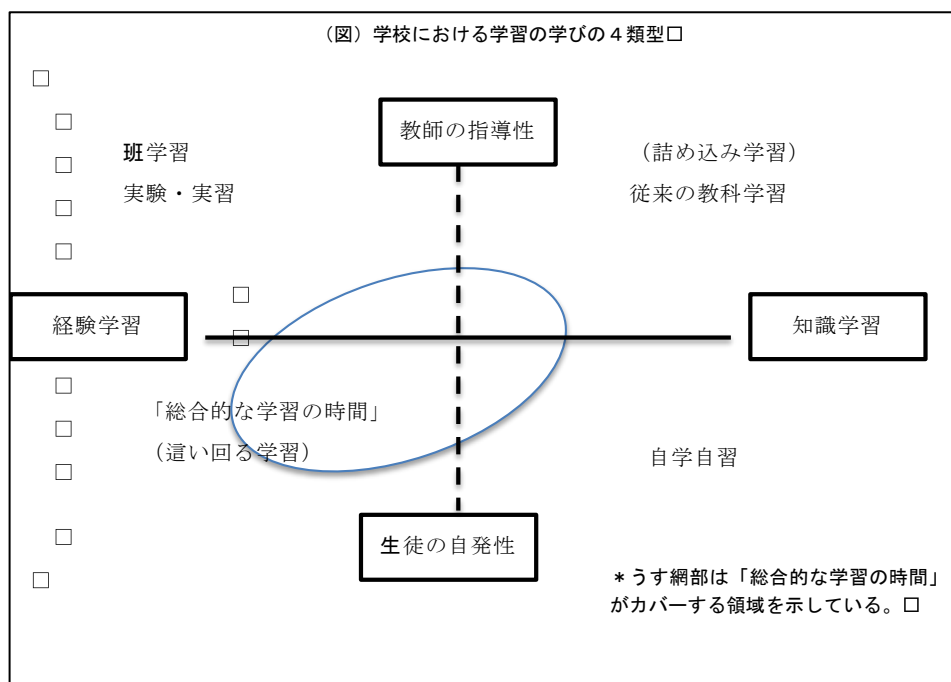 （図）学校における学習の学びの４類型□
教師の指導性
班学習
実験・実習
（詰め込み学習）
従来の教科学習
経験学習
知識学習
「総合的な学習の時間」
（這い回る学習）
自学自習
生徒の自発性
＊うす網部は「総合的な学習の時間」
がカバーする領域を示している。□